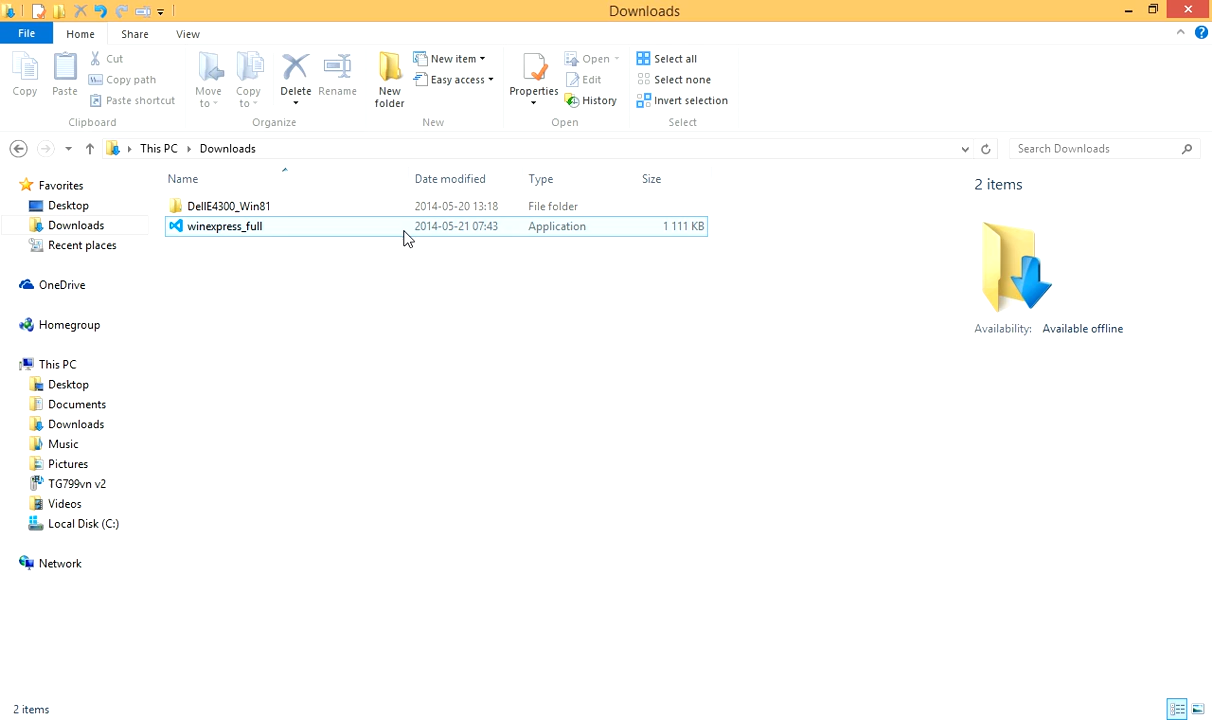 Downloads
File Home Share View
Cut
Copy path
Paste shortcut
Copy Paste
Clipboard
Move to Copy to Delete Rename
Organize
New folder
New item
Easy access
New
Properties
Open
Edit
History
Open
Select all
Select none
Invert selection
Select
This PC Downloads
Search Downloads
Name Date modified Type Size
DellE4300_Win81 2014-05-20 13:18 File folder
winexpress_full 2014-05-21 07:43 Application 1 111 KB
Favorites
Desktop
Downloads
Recent places
OneDrive
Homegroup
This PC
Desktop
Documents
Downloads
Music
Pictures
TG799vn v2
Videos
Local Disk (C:)
Network
2 items
Availability: Available offline
2 items